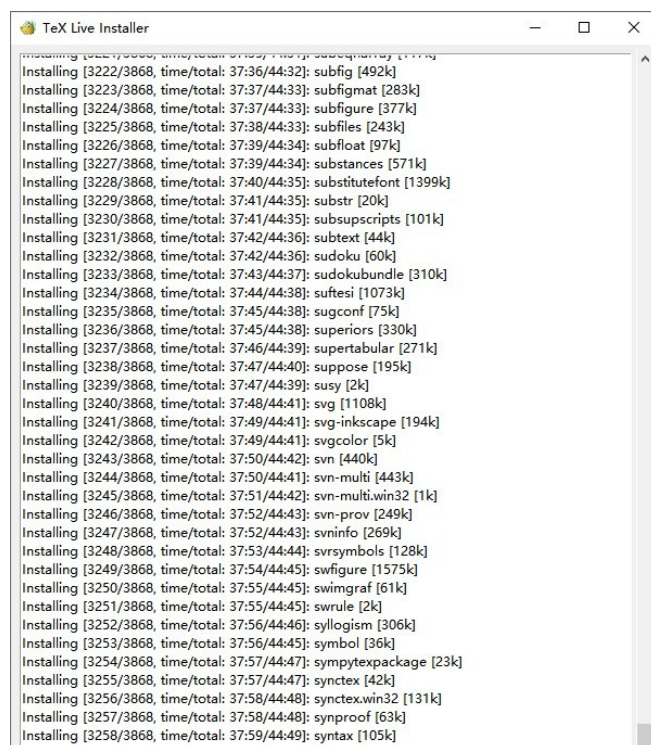 TeX Live Installer
Installing [3222/3868, time/total: 37:36/44:32]: subfig [492k]
Installing [3223/3868, time/total: 37:37/44:33]: subfigmat [283k]
Installing [3224/3868, time/total: 37:37/44:33]: subfigure [377k]
Installing [3225/3868, time/total: 37:38/44:33]: subfiles [243k]
Installing [3226/3868, time/total: 37:39/44:34]: subfloat [97k]
Installing [3227/3868, time/total: 37:39/44:34]: substances [571k]
Installing [3228/3868, time/total: 37:40/44:35]: substitutefont [1399k]
Installing [3229/3868, time/total: 37:41/44:35]: substr [20k]
Installing [3230/3868, time/total: 37:41/44:35]: subsupscripts [101k]
Installing [3231/3868, time/total: 37:42/44:36]: subtext [44k]
Installing [3232/3868, time/total: 37:42/44:36]: sudoku [60k]
Installing [3233/3868, time/total: 37:43/44:37]: sudokubundle [310k]
Installing [3234/3868, time/total: 37:44/44:38]: suftesi [1073k]
Installing [3235/3868, time/total: 37:45/44:38]: sugconf [75k]
Installing [3236/3868, time/total: 37:45/44:38]: superiors [330k]
Installing [3237/3868, time/total: 37:46/44:39]: supertabular [271k]
Installing [3238/3868, time/total: 37:47/44:40]: suppose [195k]
Installing [3239/3868, time/total: 37:47/44:39]: susy [2k]
Installing [3240/3868, time/total: 37:48/44:41]: svg [1108k]
Installing [3241/3868, time/total: 37:49/44:41]: svg-inkscape [194k]
Installing [3242/3868, time/total: 37:49/44:41]: svgcolor [5k]
Installing [3243/3868, time/total: 37:50/44:42]: svn [440k]
Installing [3244/3868, time/total: 37:50/44:41]: svn-multi [443k]
Installing [3245/3868, time/total: 37:51/44:42]: svn-multi.win32 [1k]
Installing [3246/3868, time/total: 37:52/44:43]: svn-prov [249k]
Installing [3247/3868, time/total: 37:52/44:43]: svninfo [269k]
Installing [3248/3868, time/total: 37:53/44:44]: svrsymbols [128k]
Installing [3249/3868, time/total: 37:54/44:45]: swfigure [1575k]
Installing [3250/3868, time/total: 37:55/44:45]: swimgraf [61k]
Installing [3251/3868, time/total: 37:55/44:45]: swrule [2k]
Installing [3252/3868, time/total: 37:56/44:46]: syllogism [306k]
Installing [3253/3868, time/total: 37:56/44:45]: symbol [36k]
Installing [3254/3868, time/total: 37:57/44:47]: sympytexpackage [23k]
Installing [3255/3868, time/total: 37:57/44:47]: synctex [42k]
Installing [3256/3868, time/total: 37:58/44:48]: synctex.win32 [131k]
Installing [3257/3868, time/total: 37:58/44:48]: synproof [63k]
Installing [3258/3868, time/total: 37:59/44:49]: syntax [105k]